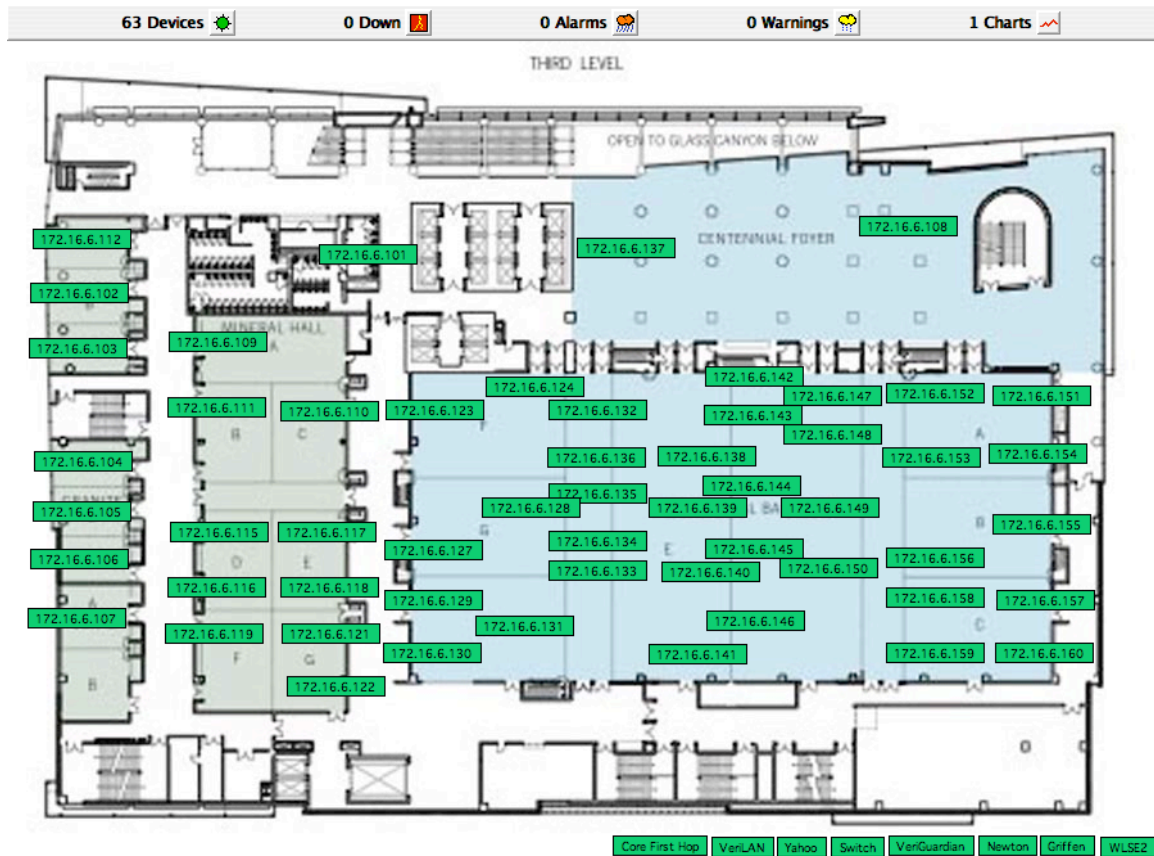 63 Devices 0 Down 0 Alarms 0 Warnings 1 Charts
THIRD LEVEL
OPEN TO GLASS CANYON BELOW
172.16.6.108
172.16.6.112
CENTENNIAL FOYER
172.16.6.137
172.16.6.101
172.16.6.102
B
MINERAL HALL
172.16.6.109
A
172.16.6.103
172.16.6.142
172.16.6.124
172.16.6.147
172.16.6.152
172.16.6.151
172.16.6.111
172.16.6.110
172.16.6.123
172.16.6.132
172.16.6.143
F
B
C
172.16.6.148
A
172.16.6.104
172.16.6.136
172.16.6.138
172.16.6.153
172.16.6.154
172.16.6.144
172.16.6.135
GRANITE
172.16.6.105
172.16.6.128
172.16.6.139
172.16.6.149
G
B
172.16.6.155
172.16.6.115
172.16.6.117
172.16.6.134
172.16.6.127
E
172.16.6.145
172.16.6.106
D
E
172.16.6.156
172.16.6.133
172.16.6.140
172.16.6.150
172.16.6.116
172.16.6.118
172.16.6.129
172.16.6.158
172.16.6.157
A
172.16.6.107
172.16.6.131
172.16.6.146
C
172.16.6.119
172.16.6.121
172.16.6.130
172.16.6.141
172.16.6.159
172.16.6.160
F
G
B
172.16.6.122
Core First Hop VeriLAN Yahoo Switch VeriGuardian Newton Griffen WLSE2